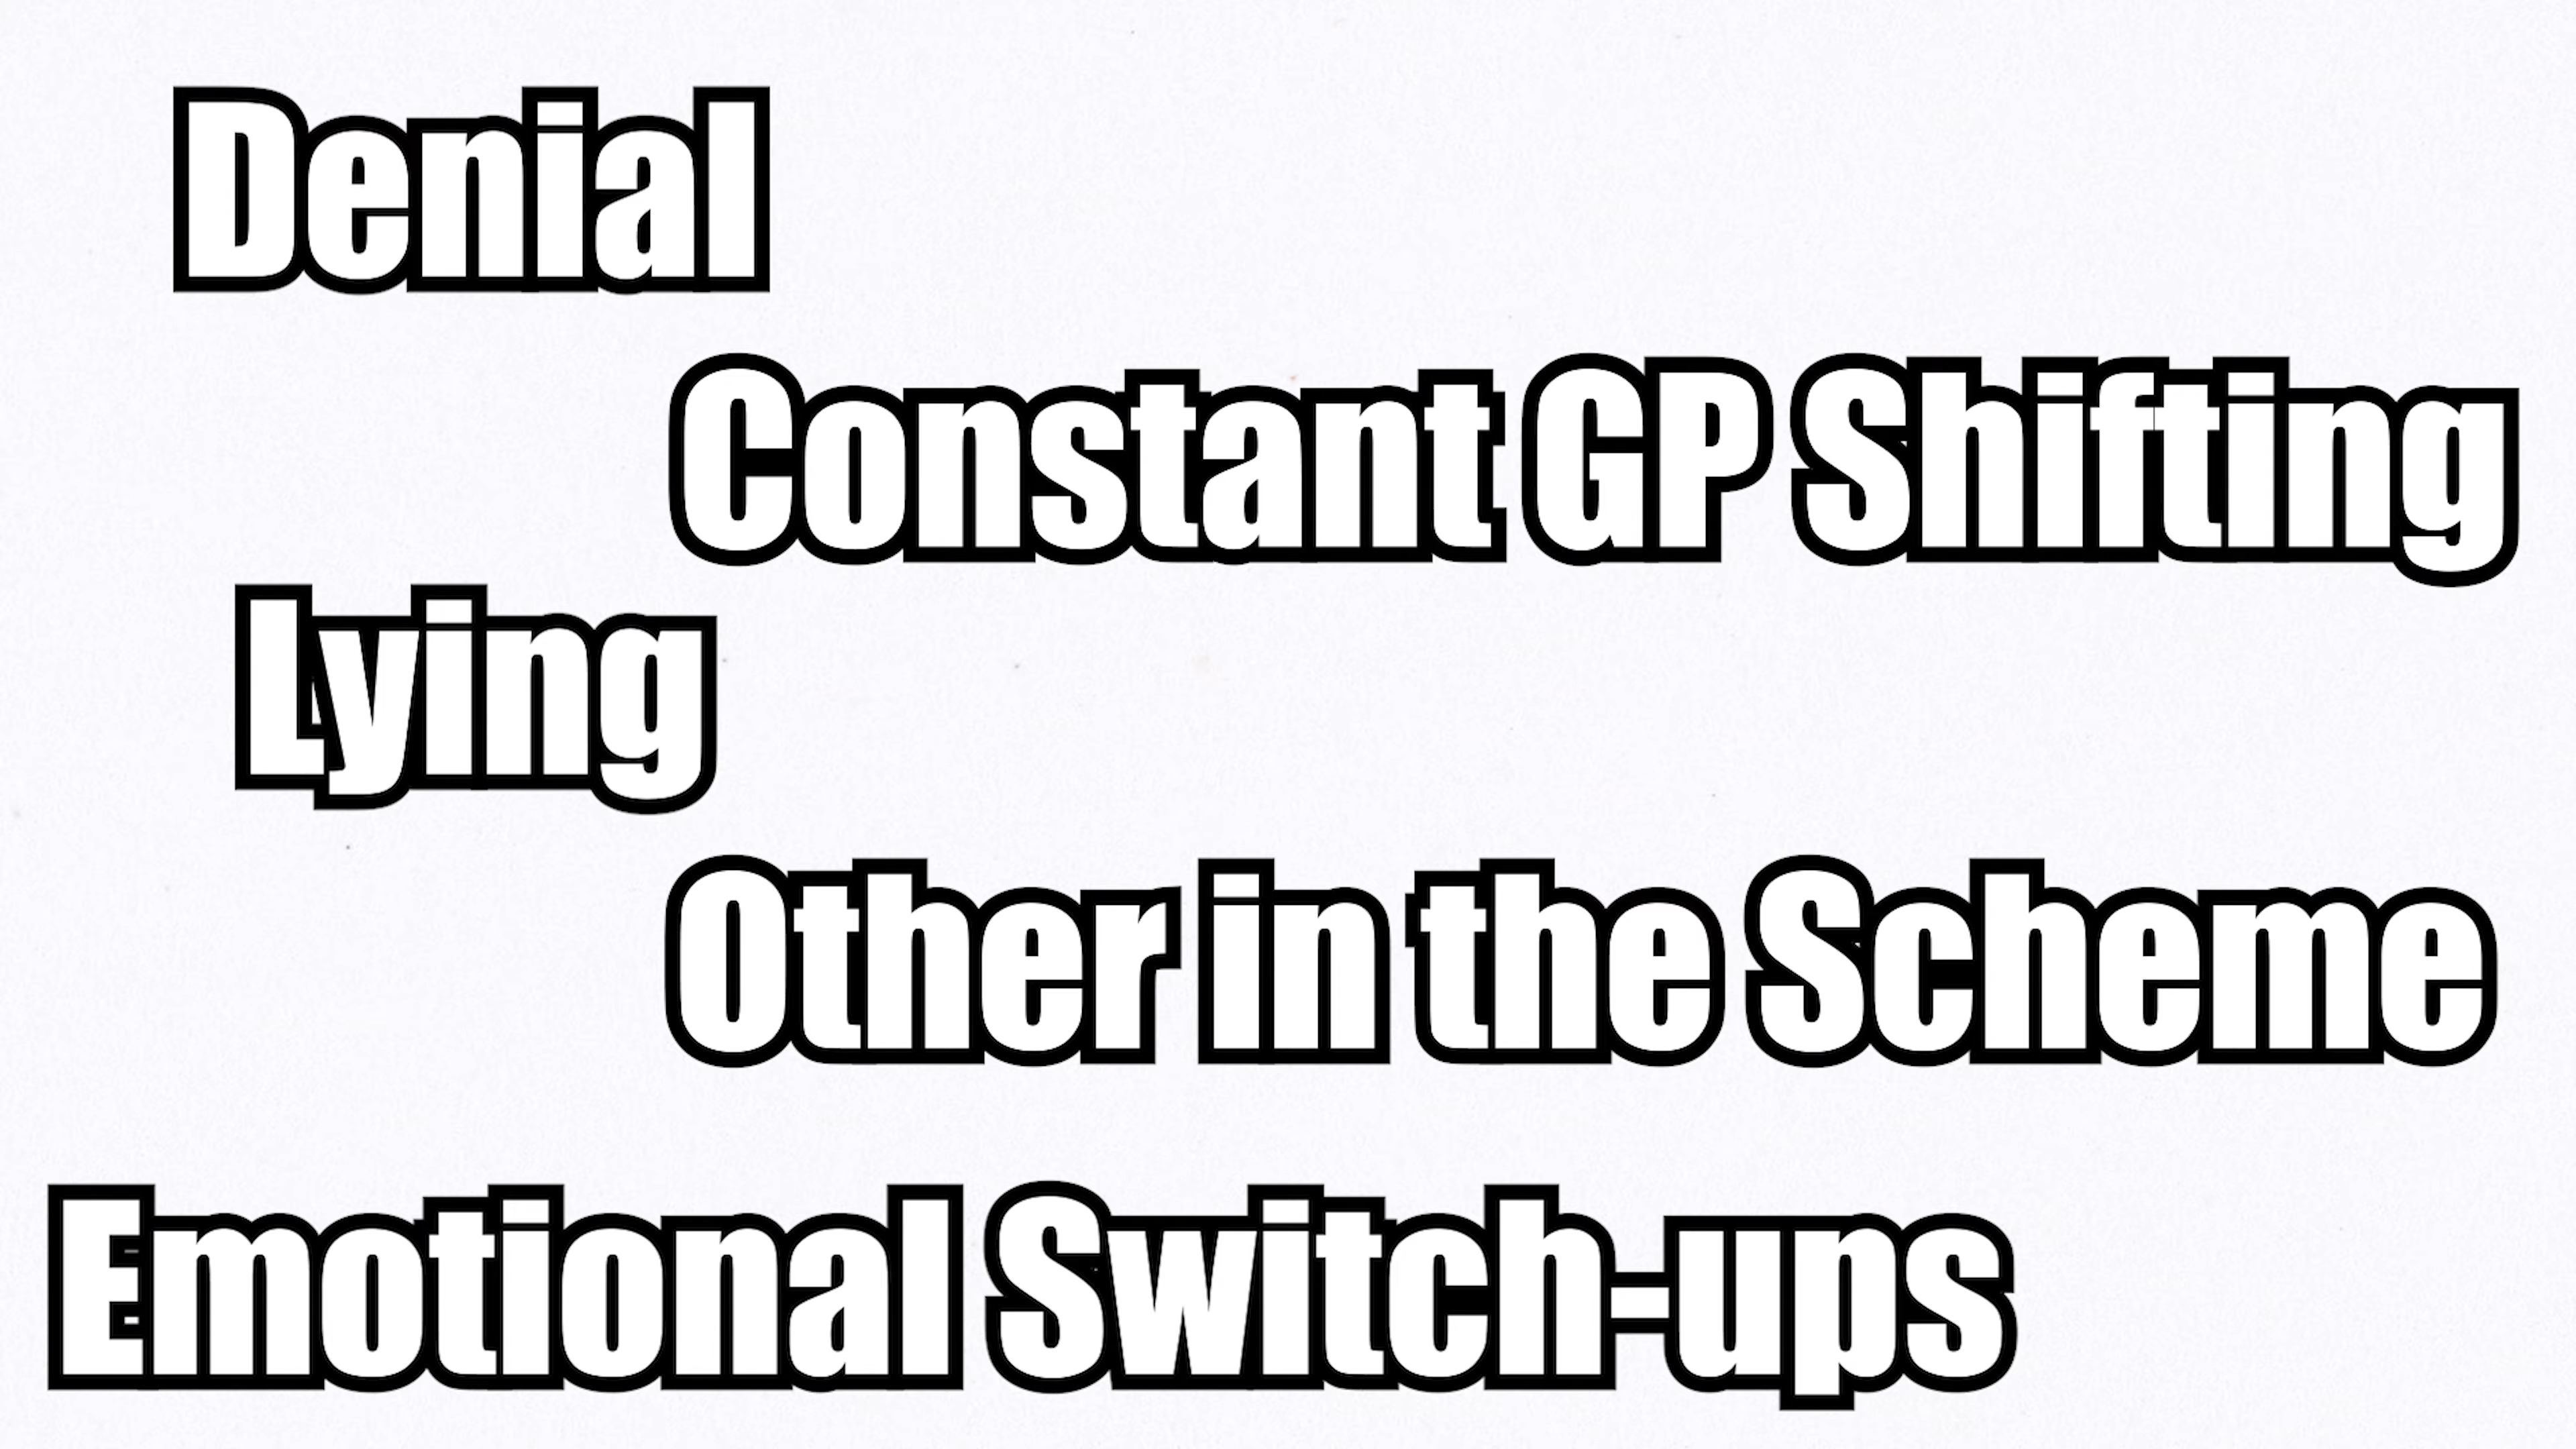 Denial
Constant GP Shifting
Lying
Other in the Scheme
Emotional Switch-ups